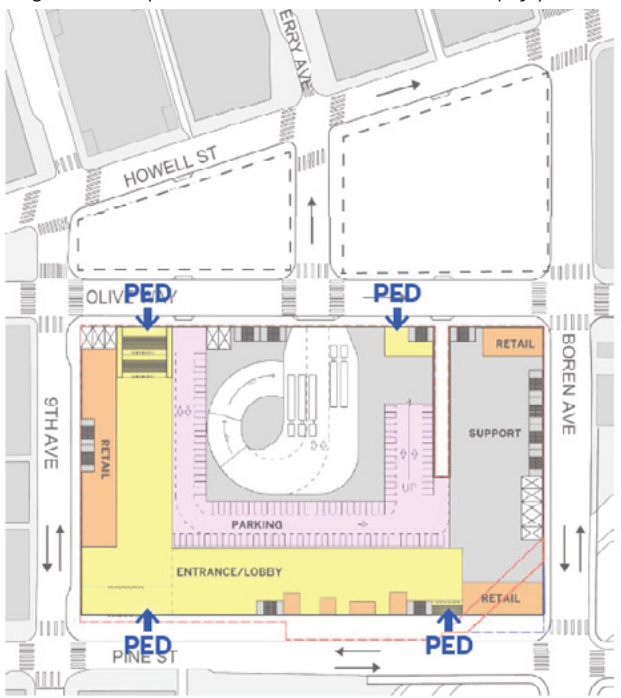 ERRY AVE
HOWELL ST
PED
PED
OLIVE WAY
RETAIL
BOREN AVE
9TH AVE
RETAIL
SUPPORT
UP
PARKING
ENTRANCE/LOBBY
RETAIL
PED
PED
PINE ST